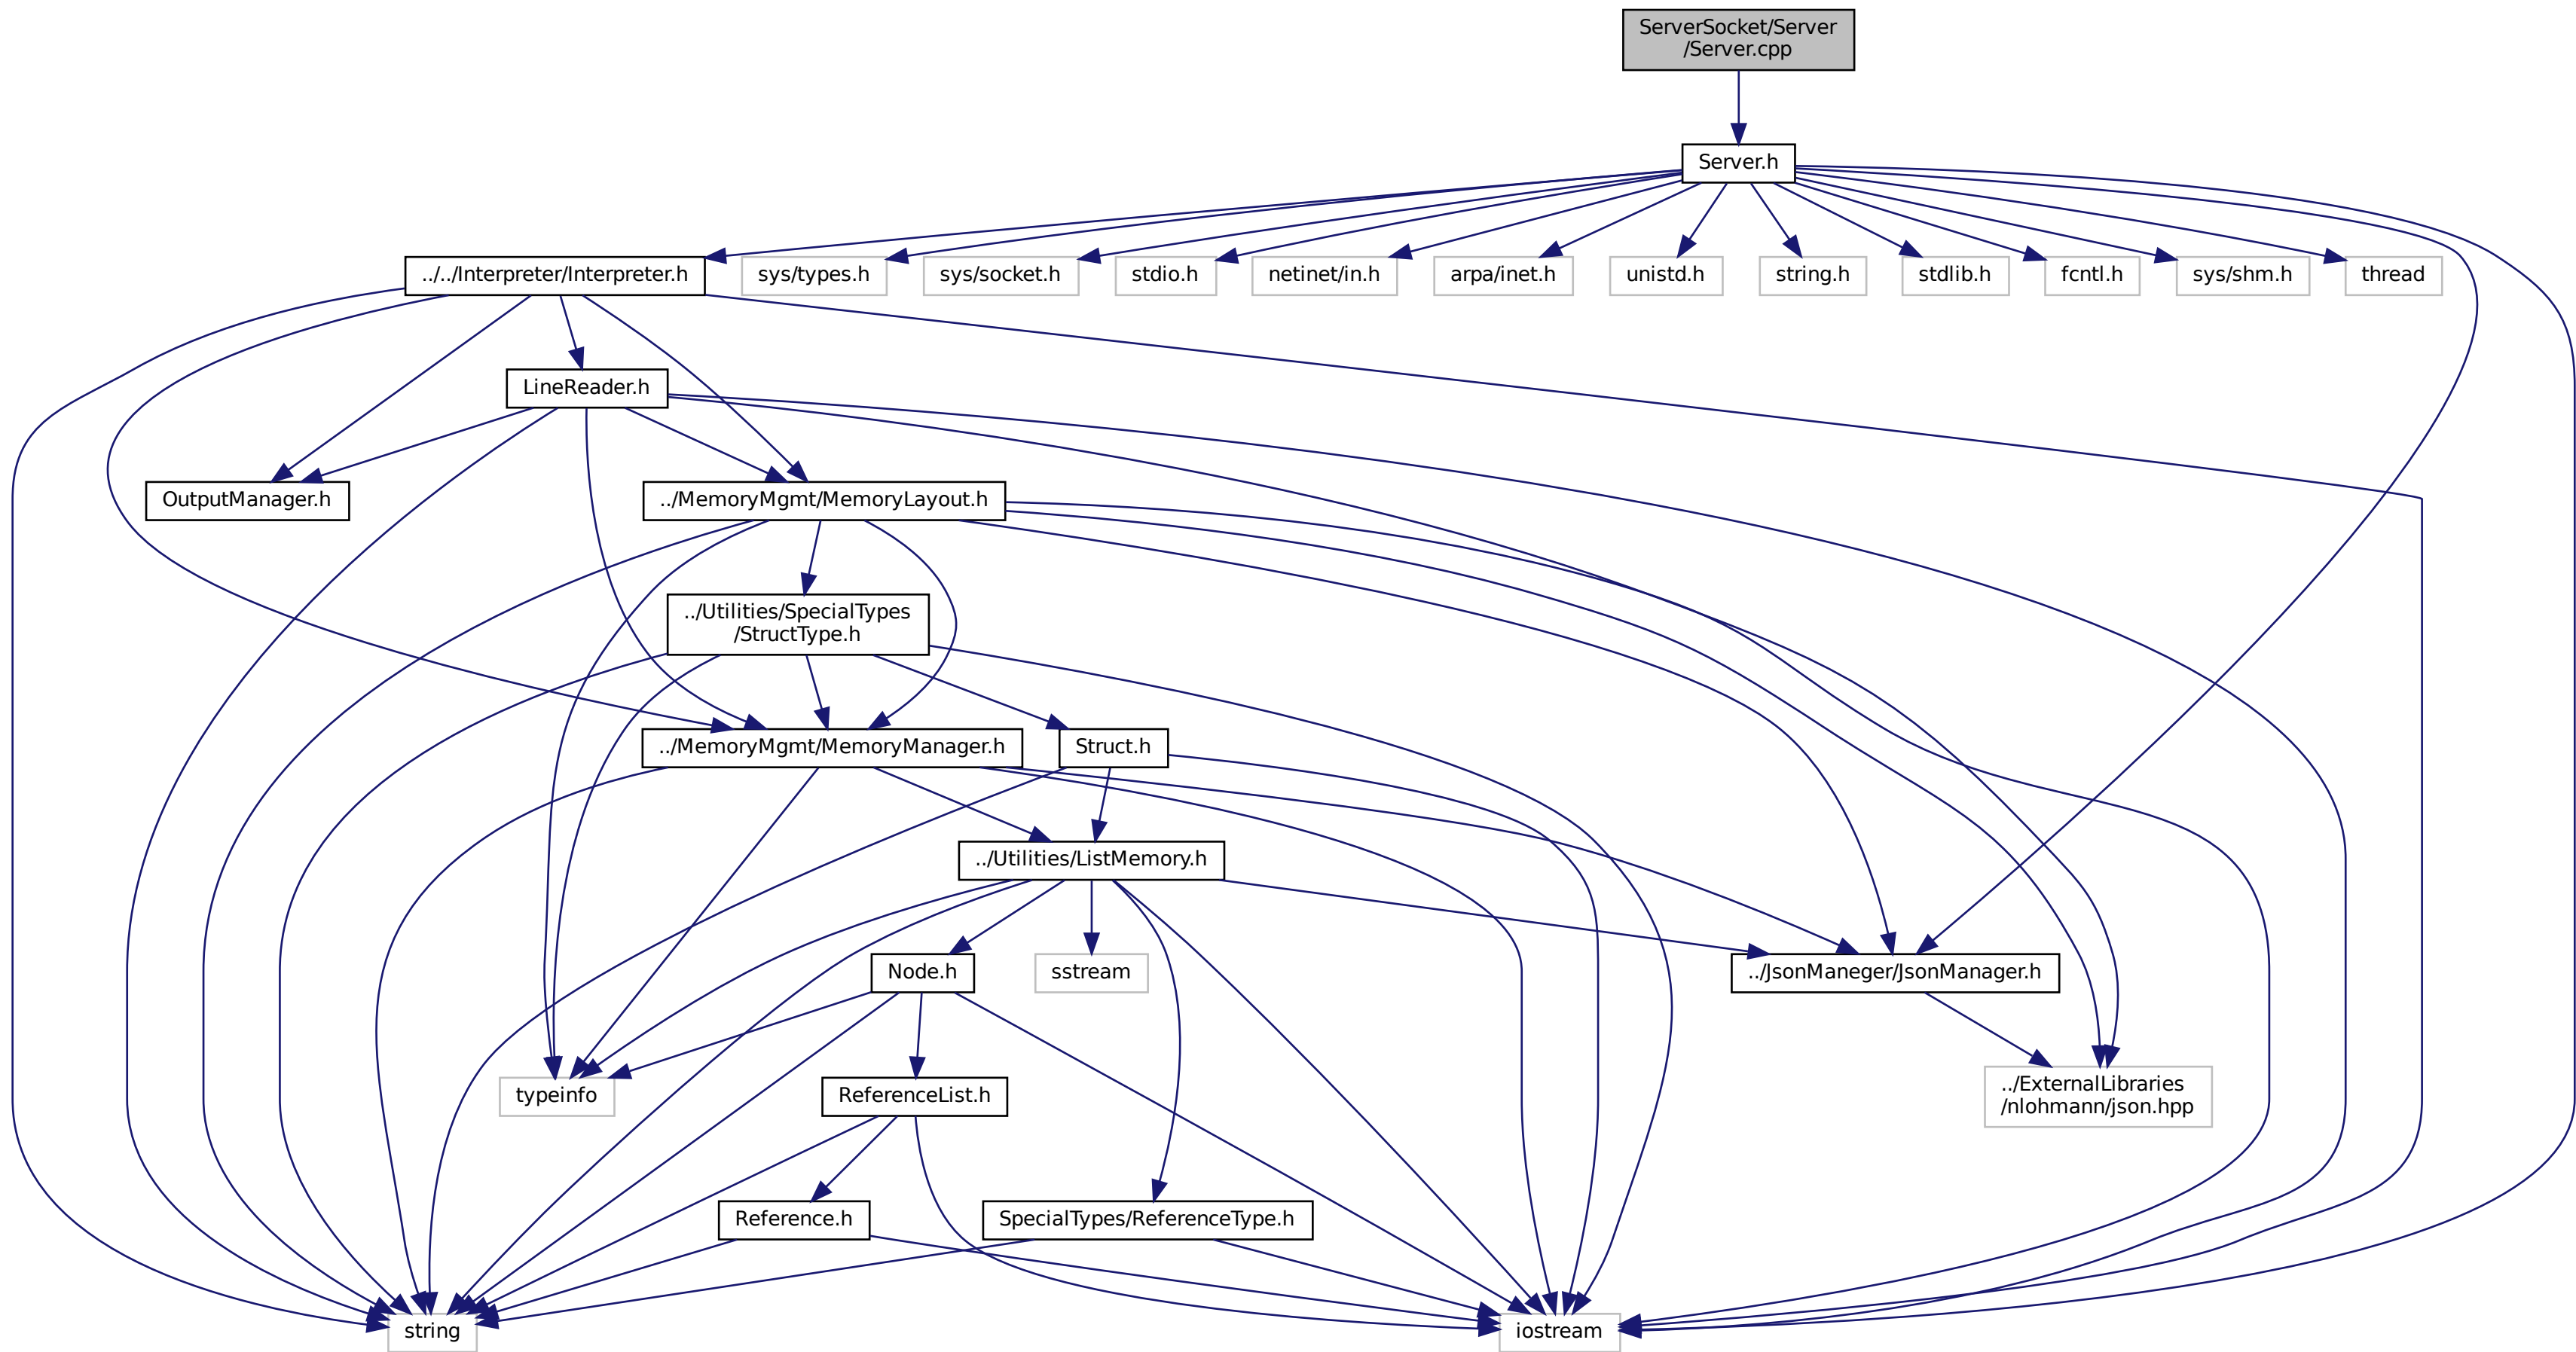 ServerSocket/Server
/Server.cpp
Server.h
../../Interpreter/Interpreter.h
sys/types.h
sys/socket.h
stdio.h
netinet/in.h
arpa/inet.h
unistd.h
string.h
stdlib.h
fcntl.h
sys/shm.h
thread
LineReader.h
OutputManager.h
../MemoryMgmt/MemoryLayout.h
../Utilities/SpecialTypes
/StructType.h
../MemoryMgmt/MemoryManager.h
Struct.h
../Utilities/ListMemory.h
Node.h
sstream
../JsonManeger/JsonManager.h
typeinfo
ReferenceList.h
../ExternalLibraries
/nlohmann/json.hpp
Reference.h
SpecialTypes/ReferenceType.h
string
iostream